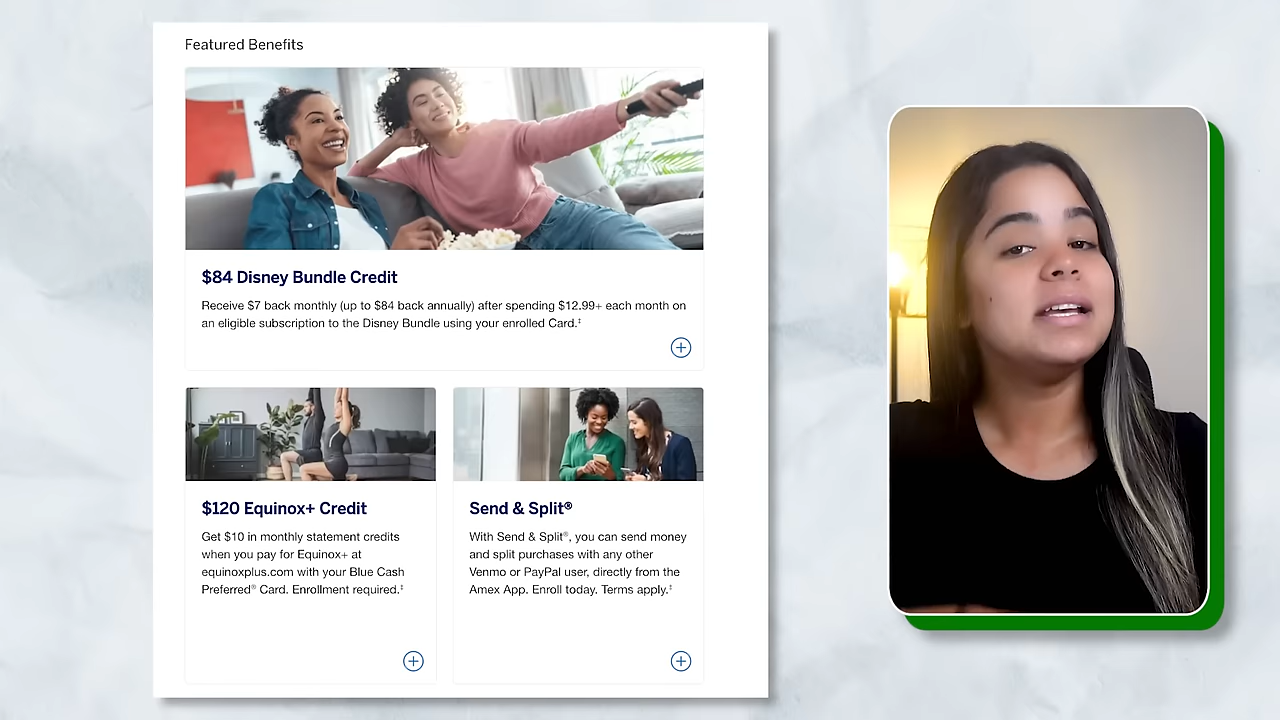 Featured Benefits
$84 Disney Bundle Credit
Receive $7 back monthly (up to $84 back annually) after spending $12.99+ each month on
an eligible subscription to the Disney Bundle using your enrolled Card.‡
$120 Equinox+ Credit
Get $10 in monthly statement credits
when you pay for Equinox+ at
equinoxplus.com with your Blue Cash
Preferred® Card. Enrollment required.‡
Send & Split®
With Send & Split®, you can send money
and split purchases with any other
Venmo or PayPal user, directly from the
Amex App. Enroll today. Terms apply.‡